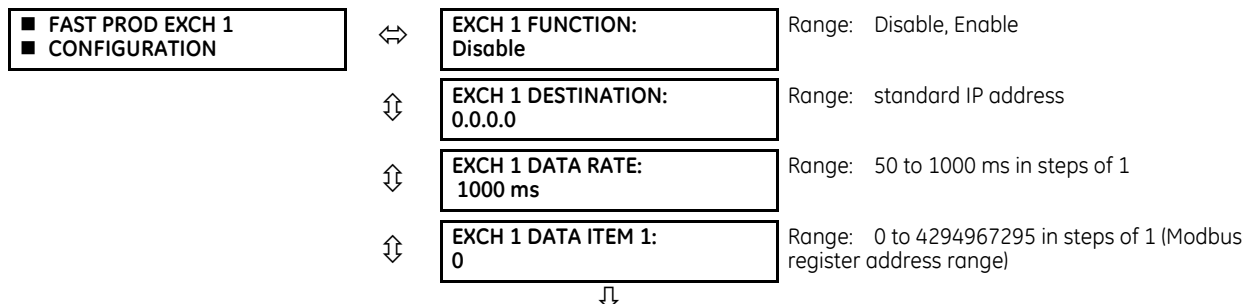 ■ FAST PROD EXCH 1
■ CONFIGURATION
EXCH 1 FUNCTION:
Disable
Range: Disable, Enable
EXCH 1 DESTINATION:
0.0.0.0
Range: standard IP address
EXCH 1 DATA RATE:
1000 ms
Range: 50 to 1000 ms in steps of 1
EXCH 1 DATA ITEM 1:
0
Range: 0 to 4294967295 in steps of 1 (Modbus
register address range)